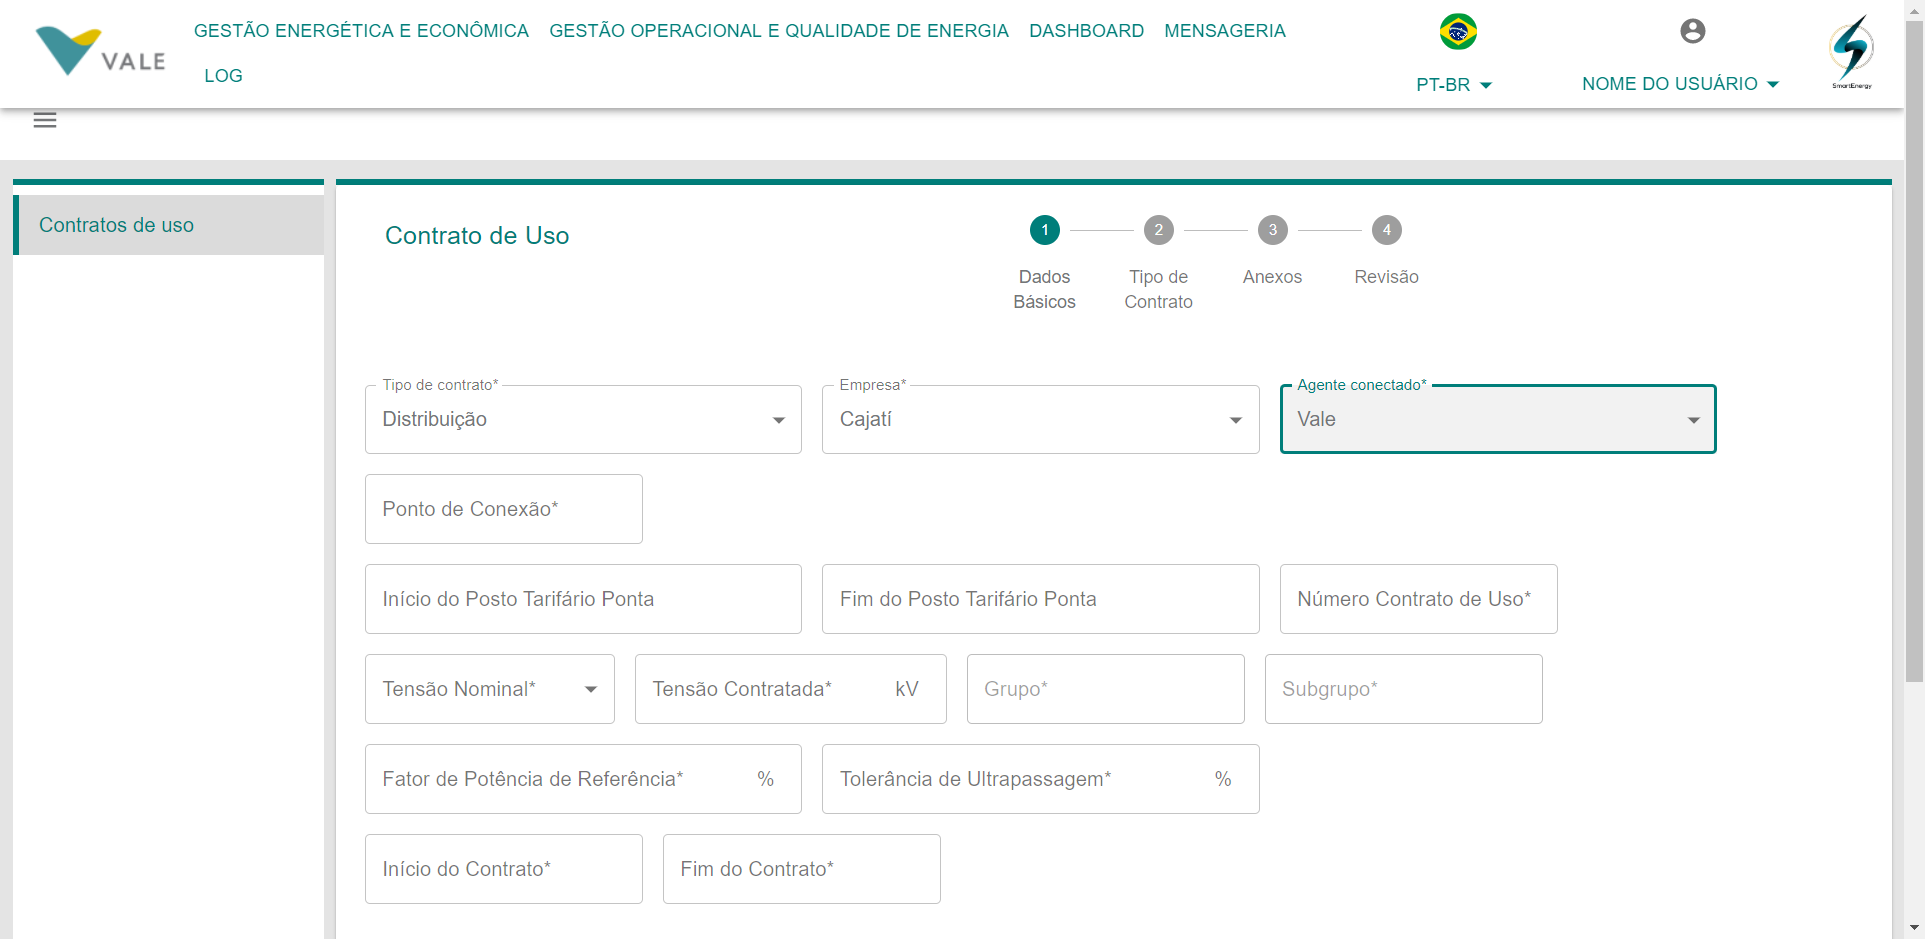 VALE
GESTÃO ENERGÉTICA E ECONÔMICA GESTÃO OPERACIONAL E QUALIDADE DE ENERGIA DASHBOARD MENSAGERIA
LOG
PT-BR
NOME DO USUÁRIO
SmartEnergy
Contratos de uso
Contrato de Uso
1 2 3 4
Dados Básicos
Tipo de Contrato
Anexos
Revisão
Tipo de contrato*
Distribuição
Empresa*
Cajatí
Agente conectado*
Vale
Ponto de Conexão*
Início do Posto Tarifário Ponta
Fim do Posto Tarifário Ponta
Número Contrato de Uso*
Tensão Nominal*
Tensão Contratada* kV
Grupo*
Subgrupo*
Fator de Potência de Referência* %
Tolerância de Ultrapassagem* %
Início do Contrato*
Fim do Contrato*